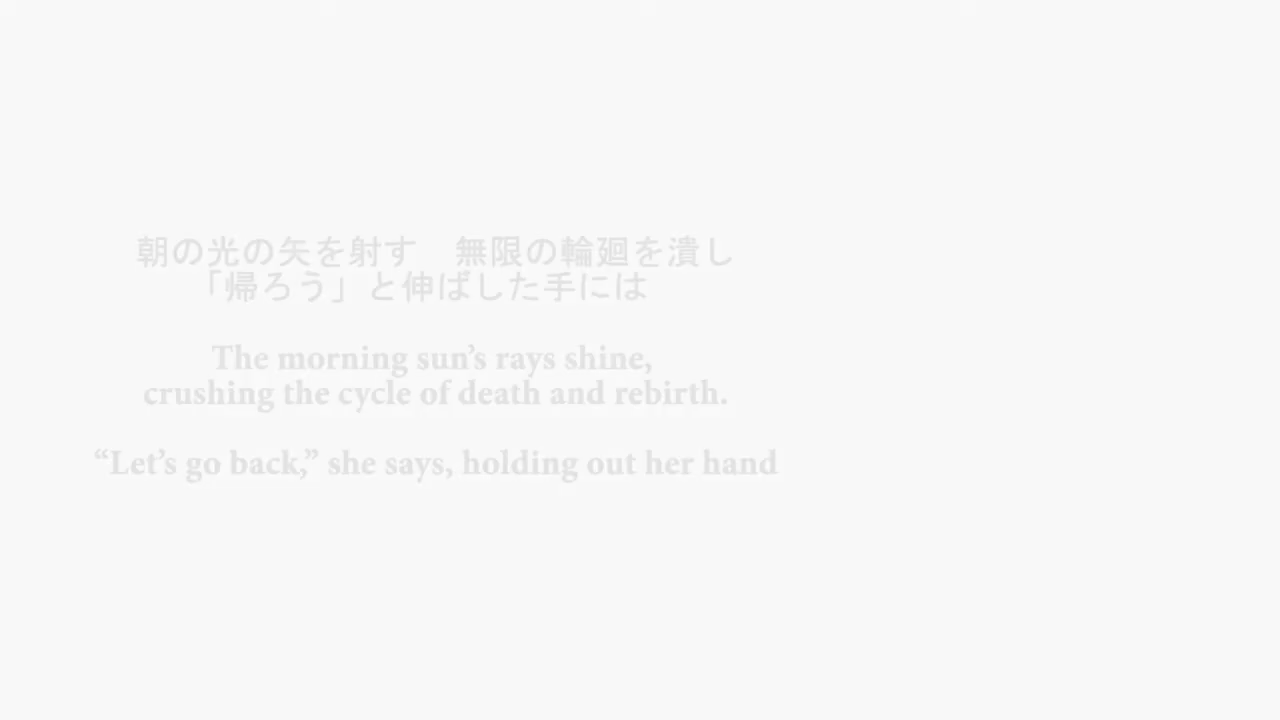 朝の光の矢を射す　無限の輪廻を潰し
「帰ろう」と伸ばした手には
The morning sun’s rays shine,
crushing the cycle of death and rebirth.
“Let’s go back,” she says, holding out her hand